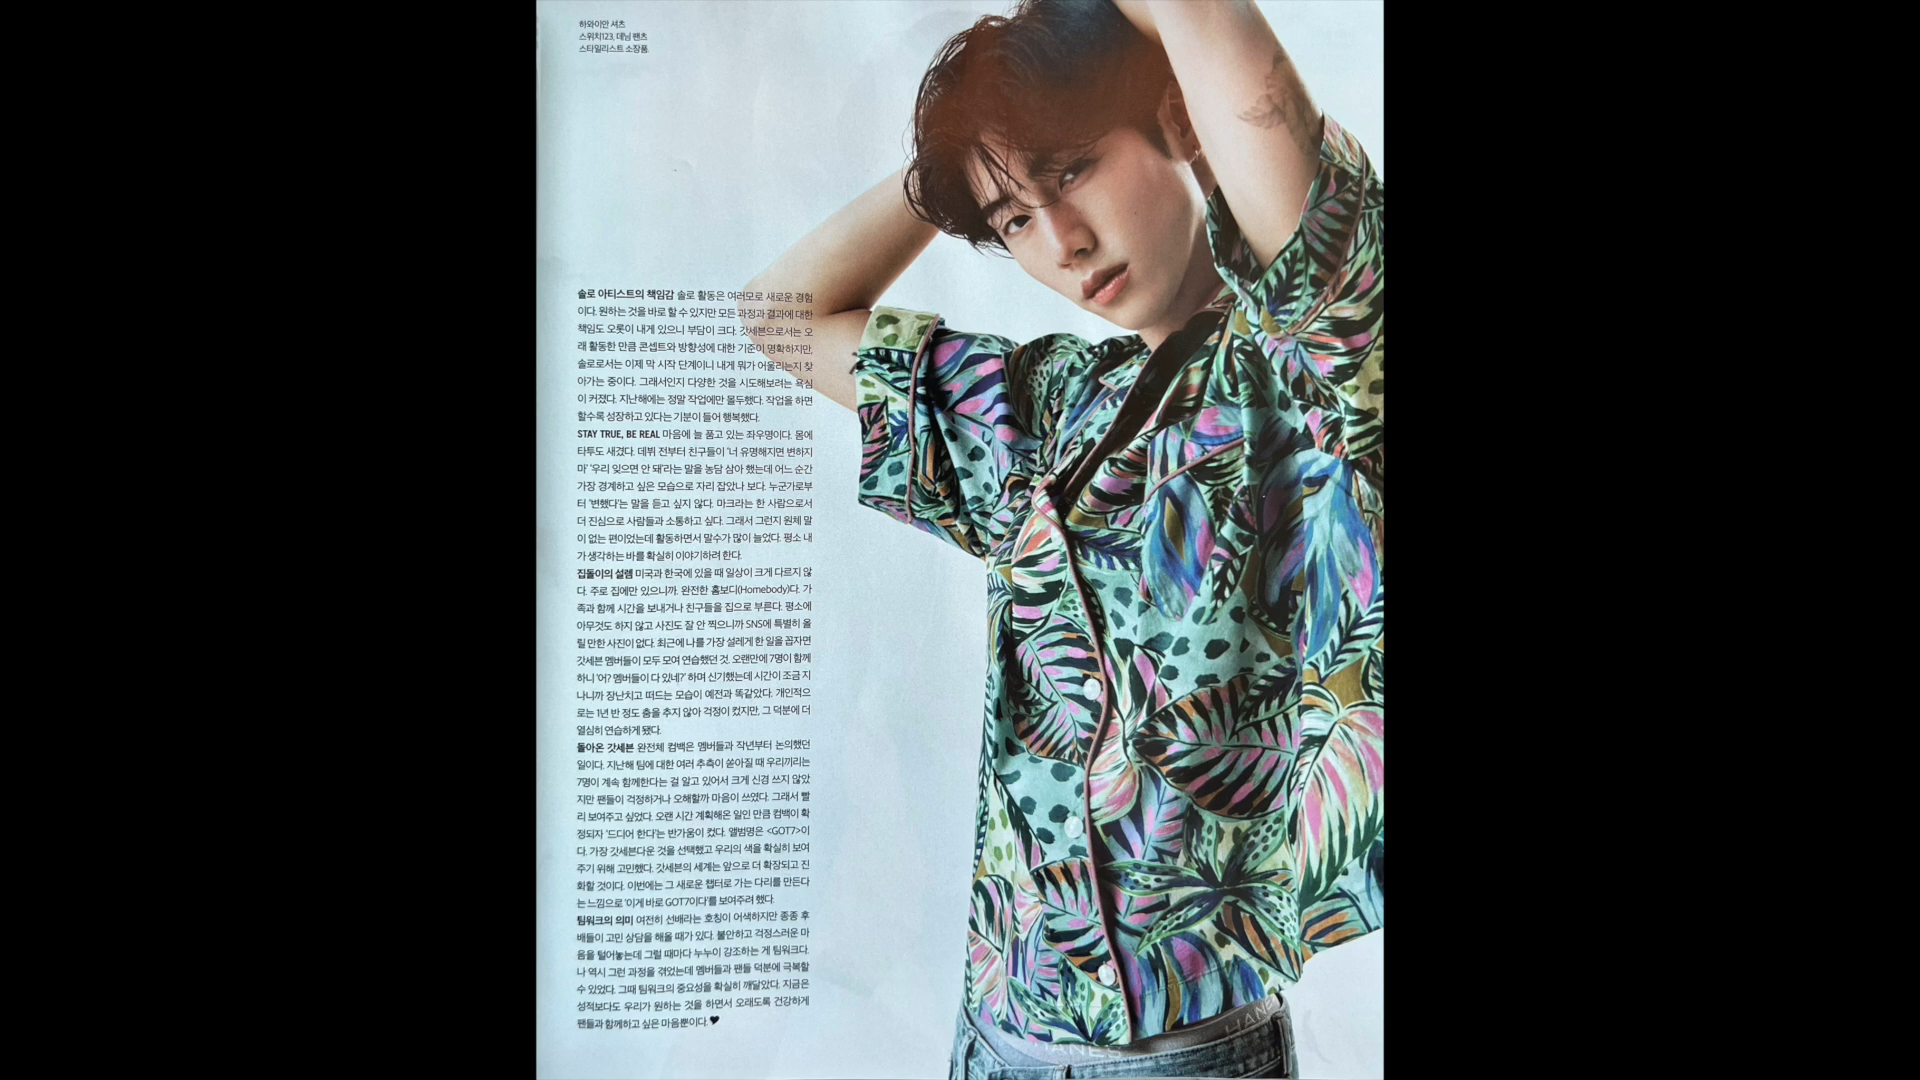 하와이안 셔츠
스위치123, 데님 팬츠
스타일리스트 소장품.
솔로 아티스트의 책임감 솔로 활동은 여러모로 새로운 경험
이다. 원하는 것을 바로 할 수 있지만 모든 과정과 결과에 대한
책임도 오롯이 내게 있으니 부담이 크다. 갓세븐으로서는 오
래 활동한 만큼 콘셉트와 방향성에 대한 기준이 명확하지만,
솔로로서는 이제 막 시작 단계이니 내게 뭐가 어울리는지 찾
아가는 중이다. 그래서인지 다양한 것을 시도해보려는 욕심
이 커졌다. 지난해에는 정말 작업에만 몰두했다. 작업을 하면
할수록 성장하고 있다는 기분이 들어 행복했다.
STAY TRUE, BE REAL 마음에 늘 품고 있는 좌우명이다. 몸에
타투도 새겼다. 데뷔 전부터 친구들이 '너 유명해지면 변하지
마' '우리 잊으면 안 돼'라는 말을 농담 삼아 했는데 어느 순간
가장 경계하고 싶은 모습으로 자리 잡았나 보다. 누군가로부
터 '변했다'는 말을 듣고 싶지 않다. 마크라는 한 사람으로서
더 진심으로 사람들과 소통하고 싶다. 그래서 그런지 원체 말
이 없는 편이었는데 활동하면서 말수가 많이 늘었다. 평소 내
가 생각하는 바를 확실히 이야기하려 한다.
집돌이의 설렘 미국과 한국에 있을 때 일상이 크게 다르지 않
다. 주로 집에만 있으니까. 완전한 홈보디(Homebody)다. 가
족과 함께 시간을 보내거나 친구들을 집으로 부른다. 평소에
아무것도 하지 않고 사진도 잘 안 찍으니까 SNS에 특별히 올
릴 만한 사진이 없다. 최근에 나를 가장 설레게 한 일을 꼽자면
갓세븐 멤버들이 모두 모여 연습했던 것. 오랜만에 7명이 함께
하니 '어? 멤버들이 다 있네?' 하며 신기했는데 시간이 조금 지
나니까 장난치고 떠드는 모습이 예전과 똑같았다. 개인적으
로는 1년 반 정도 춤을 추지 않아 걱정이 컸지만, 그 덕분에 더
열심히 연습하게 됐다.
돌아온 갓세븐 완전체 컴백은 멤버들과 작년부터 논의했던
일이다. 지난해 팀에 대한 여러 추측이 쏟아질 때 우리끼리는
7명이 계속 함께한다는 걸 알고 있어서 크게 신경 쓰지 않았
지만 팬들이 걱정하거나 오해할까 마음이 쓰였다. 그래서 빨
리 보여주고 싶었다. 오랜 시간 계획해온 일인 만큼 컴백이 확
정되자 '드디어 한다'는 반가움이 컸다. 앨범명은 <GOT7>이
다. 가장 갓세븐다운 것을 선택했고 우리의 색을 확실히 보여
주기 위해 고민했다. 갓세븐의 세계는 앞으로 더 확장되고 진
화할 것이다. 이번에는 그 새로운 챕터로 가는 다리를 만든다
는 느낌으로 '이게 바로 GOT7이다'를 보여주려 했다.
팀워크의 의미 여전히 선배라는 호칭이 어색하지만 종종 후
배들이 고민 상담을 해올 때가 있다. 불안하고 걱정스러운 마
음을 털어놓는데 그럴 때마다 누누이 강조하는 게 팀워크다.
나 역시 그런 과정을 겪었는데 멤버들과 팬들 덕분에 극복할
수 있었다. 그때 팀워크의 중요성을 확실히 깨달았다. 지금은
성적보다도 우리가 원하는 것을 하면서 오래도록 건강하게
팬들과 함께하고 싶은 마음뿐이다.
HANES
HANE